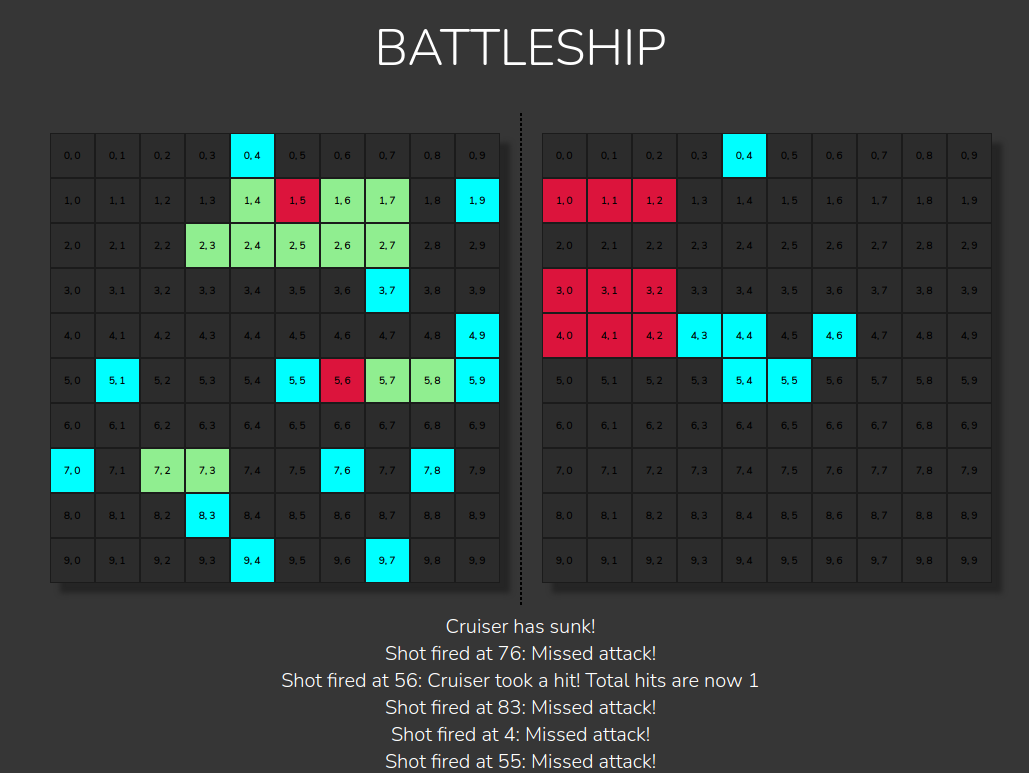 BATTLESHIP
0, 0 0, 1 0, 2 0, 3 0, 4 0, 5 0, 6 0, 7 0, 8 0, 9 0, 0 0, 1 0, 2 0, 3 0, 4 0, 5 0, 6 0, 7 0, 8 0, 9
1, 0 1, 1 1, 2 1, 3 1, 4 1, 5 1, 6 1, 7 1, 8 1, 9 1, 0 1, 1 1, 2 1, 3 1, 4 1, 5 1, 6 1, 7 1, 8 1, 9
2, 0 2, 1 2, 2 2, 3 2, 4 2, 5 2, 6 2, 7 2, 8 2, 9 2, 0 2, 1 2, 2 2, 3 2, 4 2, 5 2, 6 2, 7 2, 8 2, 9
3, 0 3, 1 3, 2 3, 3 3, 4 3, 5 3, 6 3, 7 3, 8 3, 9 3, 0 3, 1 3, 2 3, 3 3, 4 3, 5 3, 6 3, 7 3, 8 3, 9
4, 0 4, 1 4, 2 4, 3 4, 4 4, 5 4, 6 4, 7 4, 8 4, 9 4, 0 4, 1 4, 2 4, 3 4, 4 4, 5 4, 6 4, 7 4, 8 4, 9
5, 0 5, 1 5, 2 5, 3 5, 4 5, 5 5, 6 5, 7 5, 8 5, 9 5, 0 5, 1 5, 2 5, 3 5, 4 5, 5 5, 6 5, 7 5, 8 5, 9
6, 0 6, 1 6, 2 6, 3 6, 4 6, 5 6, 6 6, 7 6, 8 6, 9 6, 0 6, 1 6, 2 6, 3 6, 4 6, 5 6, 6 6, 7 6, 8 6, 9
7, 0 7, 1 7, 2 7, 3 7, 4 7, 5 7, 6 7, 7 7, 8 7, 9 7, 0 7, 1 7, 2 7, 3 7, 4 7, 5 7, 6 7, 7 7, 8 7, 9
8, 0 8, 1 8, 2 8, 3 8, 4 8, 5 8, 6 8, 7 8, 8 8, 9 8, 0 8, 1 8, 2 8, 3 8, 4 8, 5 8, 6 8, 7 8, 8 8, 9
9, 0 9, 1 9, 2 9, 3 9, 4 9, 5 9, 6 9, 7 9, 8 9, 9 9, 0 9, 1 9, 2 9, 3 9, 4 9, 5 9, 6 9, 7 9, 8 9, 9
Cruiser has sunk!
Shot fired at 76: Missed attack!
Shot fired at 56: Cruiser took a hit! Total hits are now 1
Shot fired at 83: Missed attack!
Shot fired at 4: Missed attack!
Shot fired at 55: Missed attack!